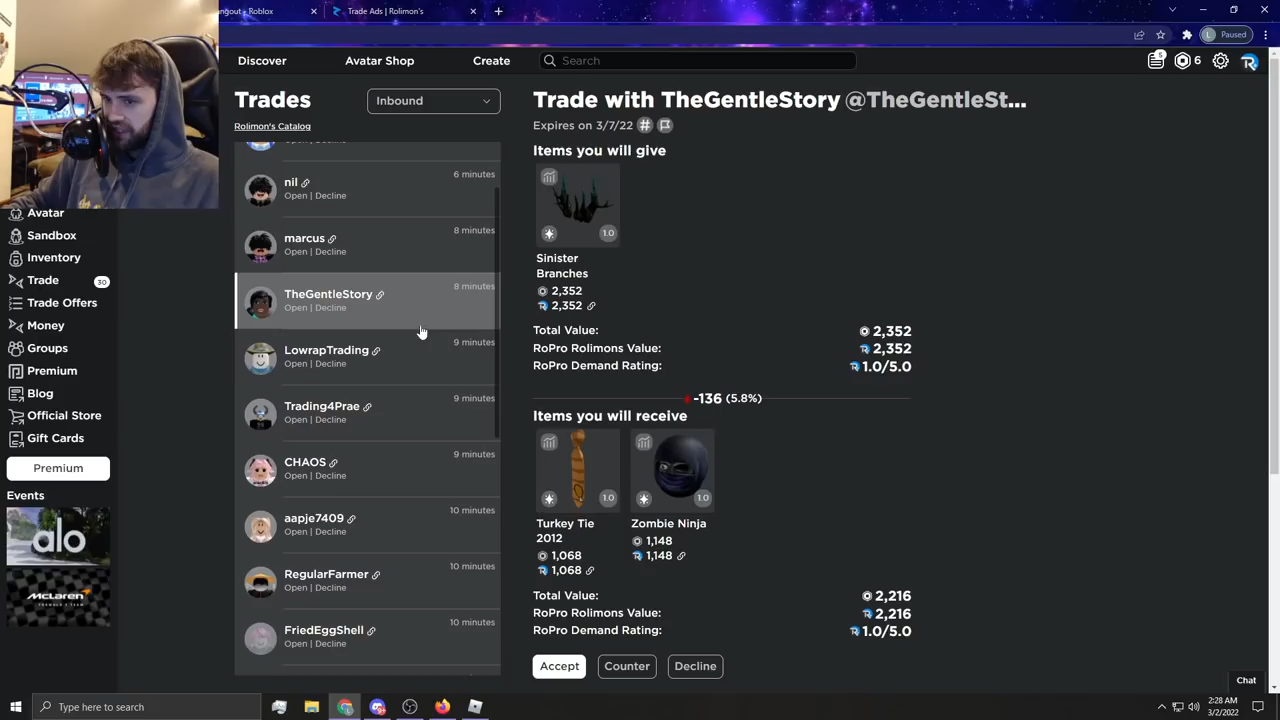 ngout - Roblox
Trade Ads | Rolimon's
Paused
Discover
Avatar Shop
Create
Search
6
Avatar
Sandbox
Inventory
Trade
30
Trade Offers
Money
Groups
Premium
Blog
Official Store
Gift Cards
Premium
Events
alo
McLaren
Trades
Inbound
Rolimon's Catalog
Open | Decline
nil
6 minutes
Open | Decline
marcus
8 minutes
Open | Decline
TheGentleStory
8 minutes
Open | Decline
LowrapTrading
9 minutes
Open | Decline
Trading4Prae
9 minutes
Open | Decline
CHAOS
9 minutes
Open | Decline
aapje7409
10 minutes
Open | Decline
RegularFarmer
10 minutes
Open | Decline
FriedEggShell
10 minutes
Open | Decline
Trade with TheGentleStory @TheGentleSt...
Expires on 3/7/22 #
Items you will give
1.0
Sinister
Branches
2,352
2,352
Total Value: 2,352
RoPro Rolimons Value: 2,352
RoPro Demand Rating: 1.0/5.0
-136 (5.8%)
Items you will receive
1.0
1.0
Turkey Tie
2012
1,068
1,068
Zombie Ninja
1,148
1,148
Total Value: 2,216
RoPro Rolimons Value: 2,216
RoPro Demand Rating: 1.0/5.0
Accept
Counter
Decline
Chat
Type here to search
2:28 AM
3/2/2022